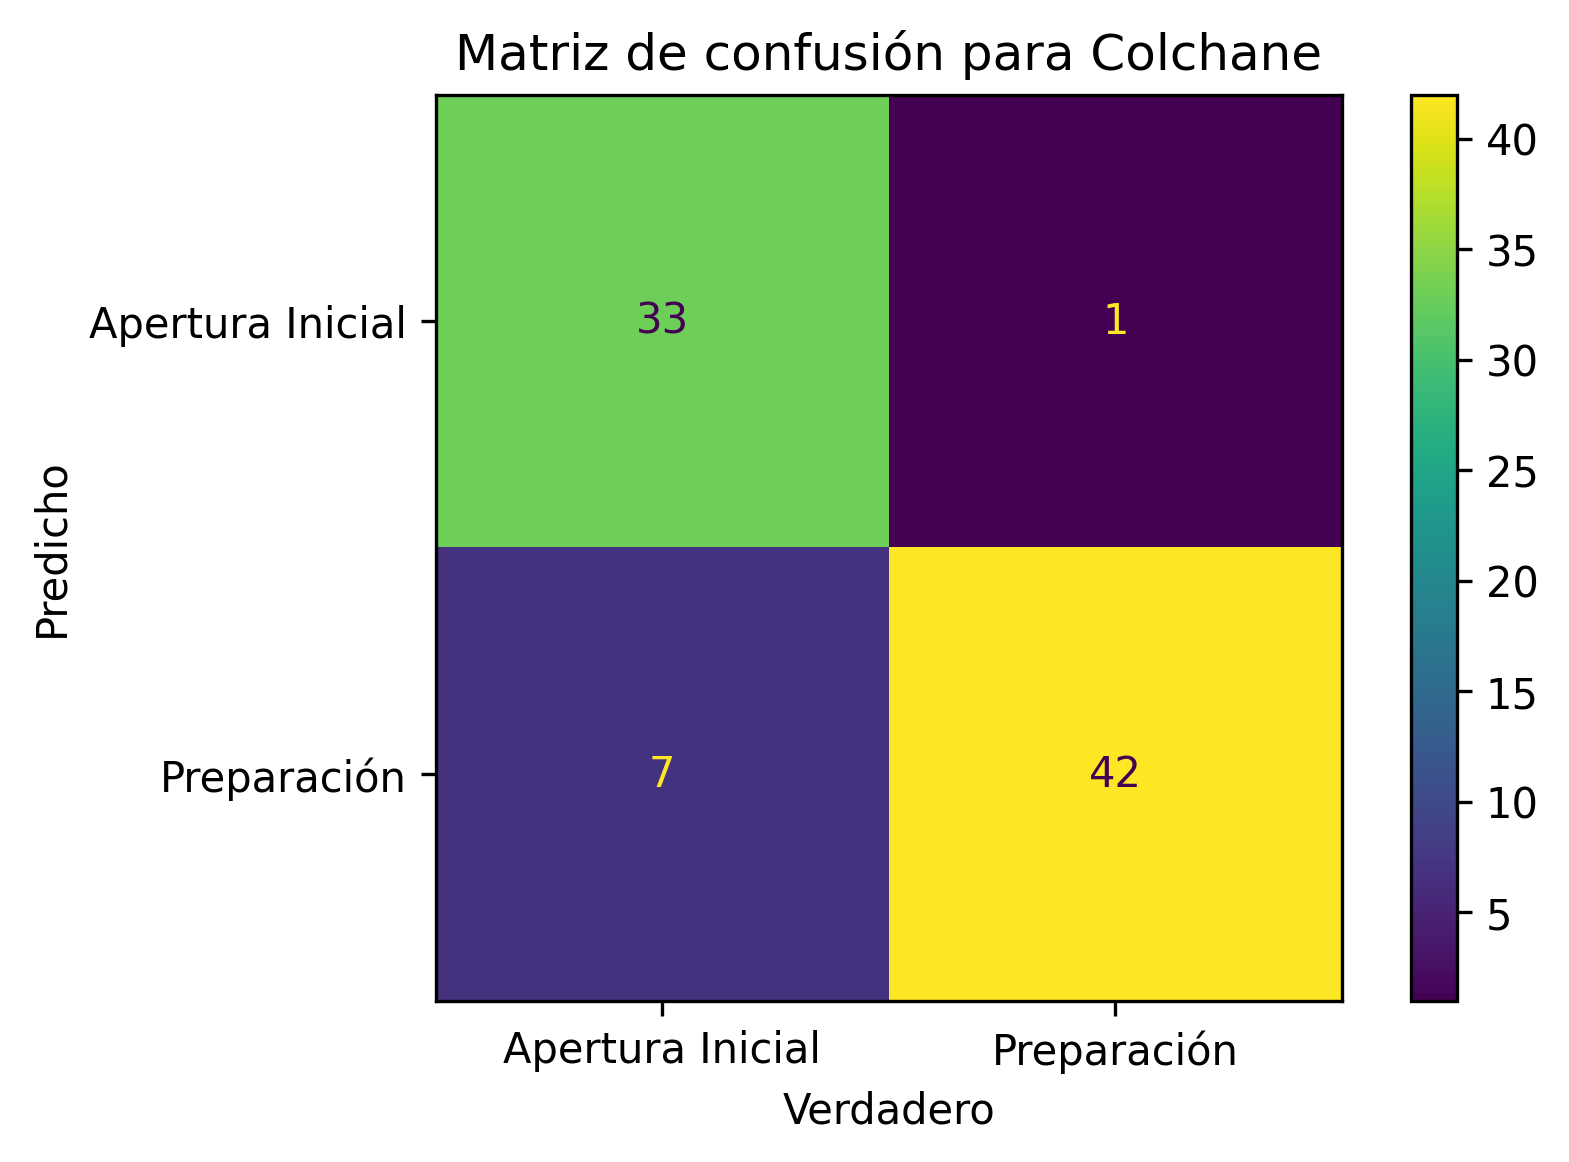 Matriz de confusión para Colchane
Predicho
Apertura Inicial
33
1
Preparación
7
42
Apertura Inicial
Preparación
Verdadero
40
35
30
25
20
15
10
5